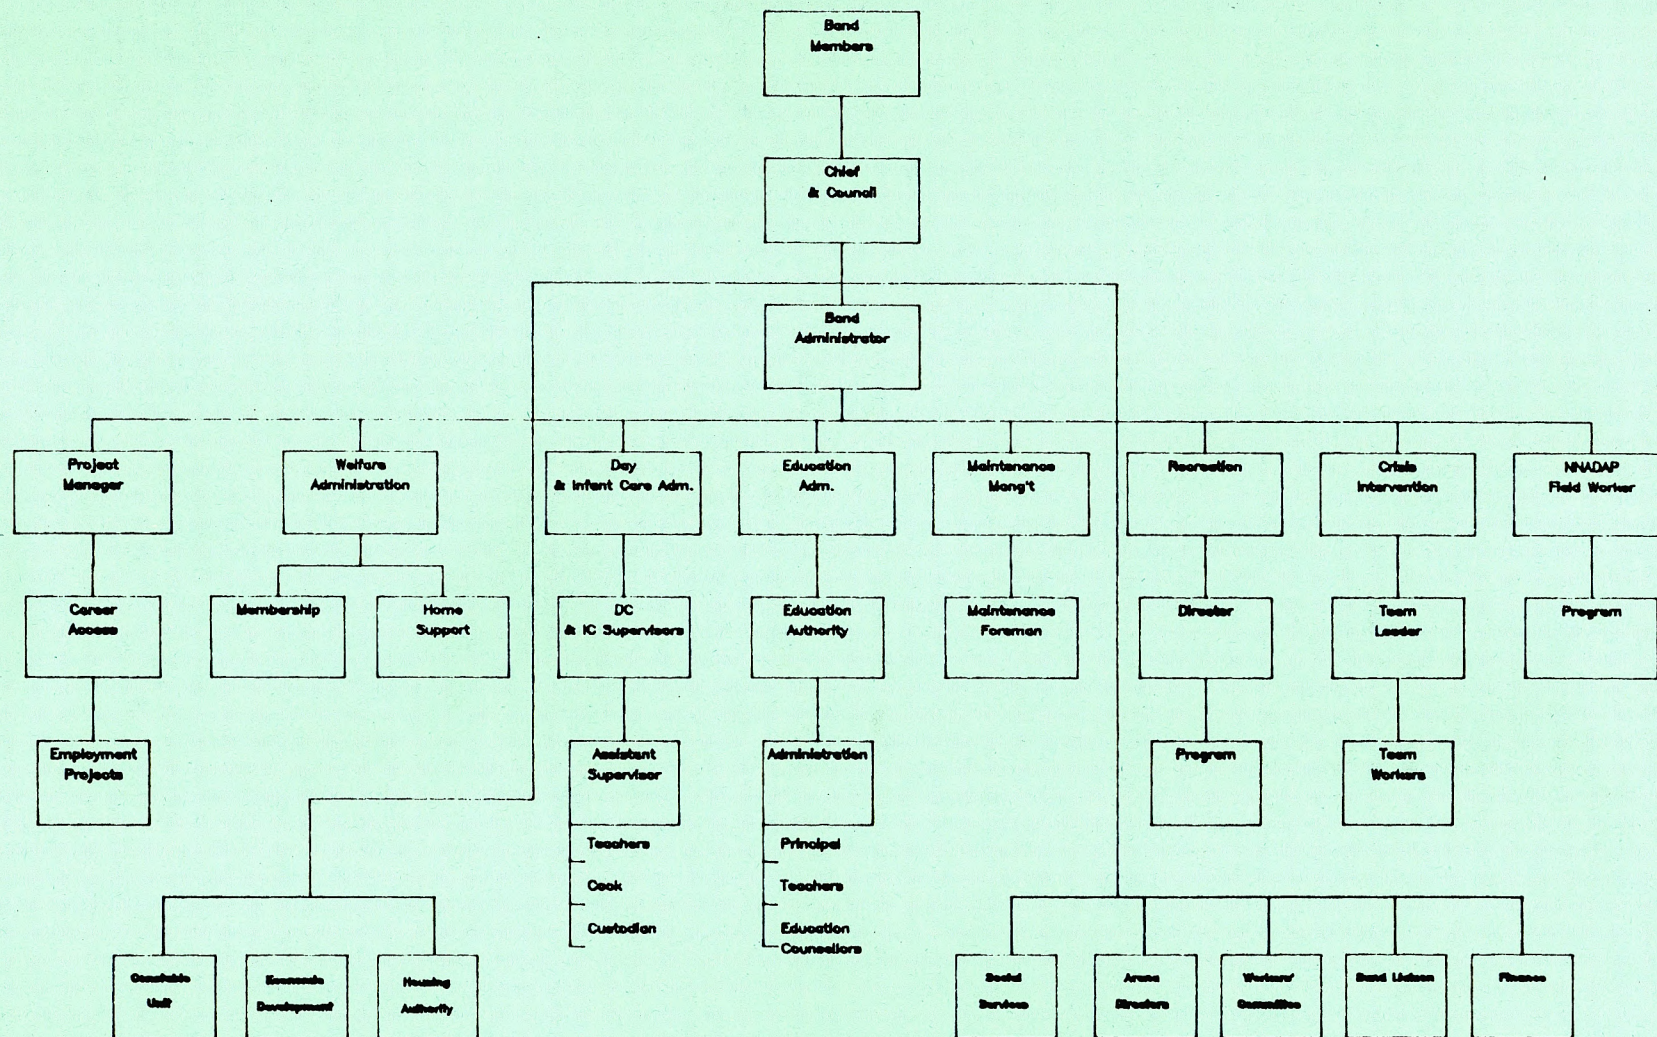 Band
Members
Chief
& Council
Band
Administrator
Project
Manager
Welfare
Administration
Day
& Infant Care Adm.
Education
Adm.
Maintenance
Mang't
Recreation
Crisis
Intervention
NNADAP
Field Worker
Career
Access
Membership
Home
Support
DC
& IC Supervisors
Education
Authority
Maintenance
Foreman
Director
Team
Leader
Program
Employment
Projects
Assistant
Supervisor
Administration
Program
Team
Workers
Teachers
Cook
Custodian
Principal
Teachers
Education
Counsellors
Constable
Unit
Economic
Development
Housing
Authority
Social
Services
Arena
Directors
Workers'
Committee
Band Liaison
Finance